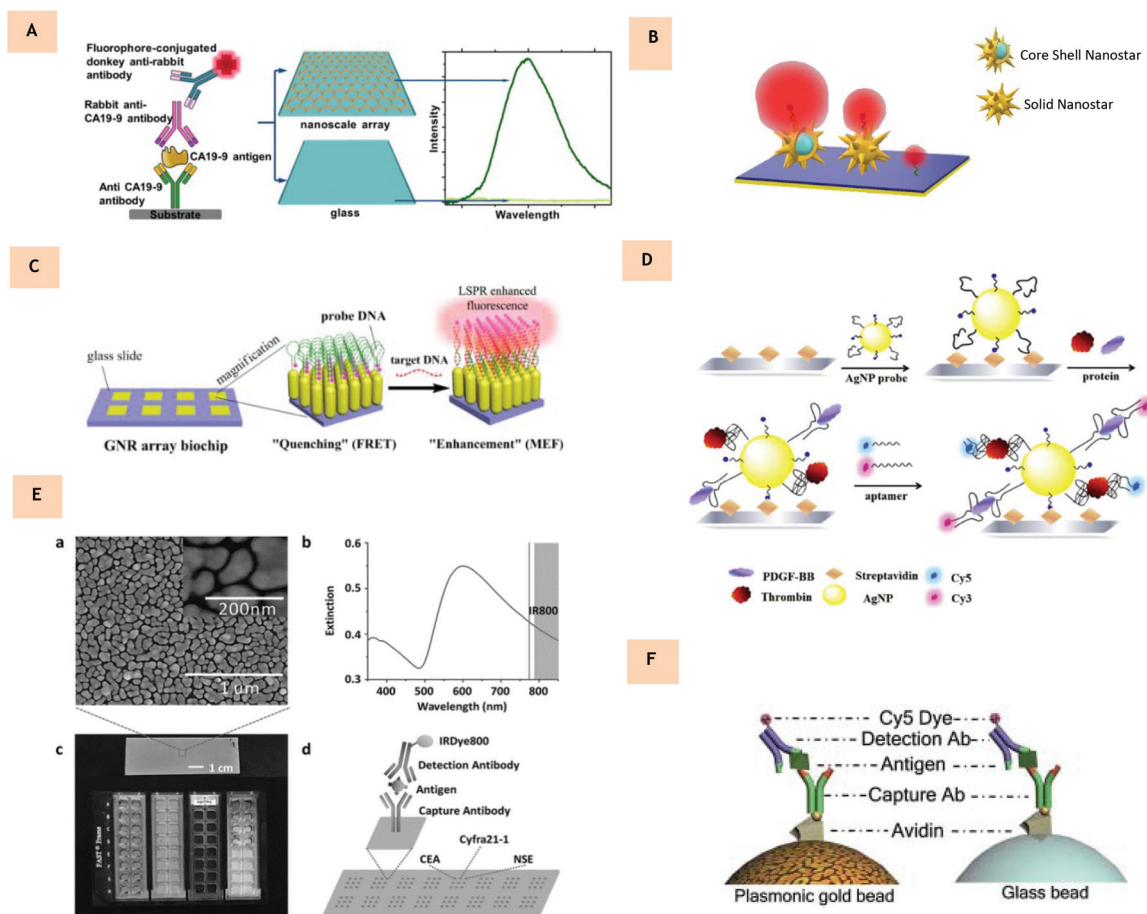 A
Fluorophore-conjugated
donkey anti-rabbit
antibody
Rabbit anti-
CA19-9 antibody
CA19-9 antigen
Anti CA19-9
antibody
Substrate
nanoscale array
glass
Intensity
Wavelength
B
Core Shell Nanostar
Solid Nanostar
C
glass slide
magnification
GNR array biochip
probe DNA
target DNA
"Quenching" (FRET)
LSPR enhanced
fluorescence
"Enhancement" (MEF)
D
AgNP probe
protein
aptamer
PDGF-BB
Streptavidin
Cy5
Thrombin
AgNP
Cy3
E
a
200nm
1 um
b
Extinction
0.6
0.5
0.4
0.3
IR800
400
500
600
700
800
Wavelength (nm)
c
1 cm
FAST® Frame
d
IRDye800
Detection Antibody
Antigen
Capture Antibody
Cyfra21-1
CEA
NSE
F
Cy5 Dye
Detection Ab
Antigen
Capture Ab
Avidin
Plasmonic gold bead
Glass bead